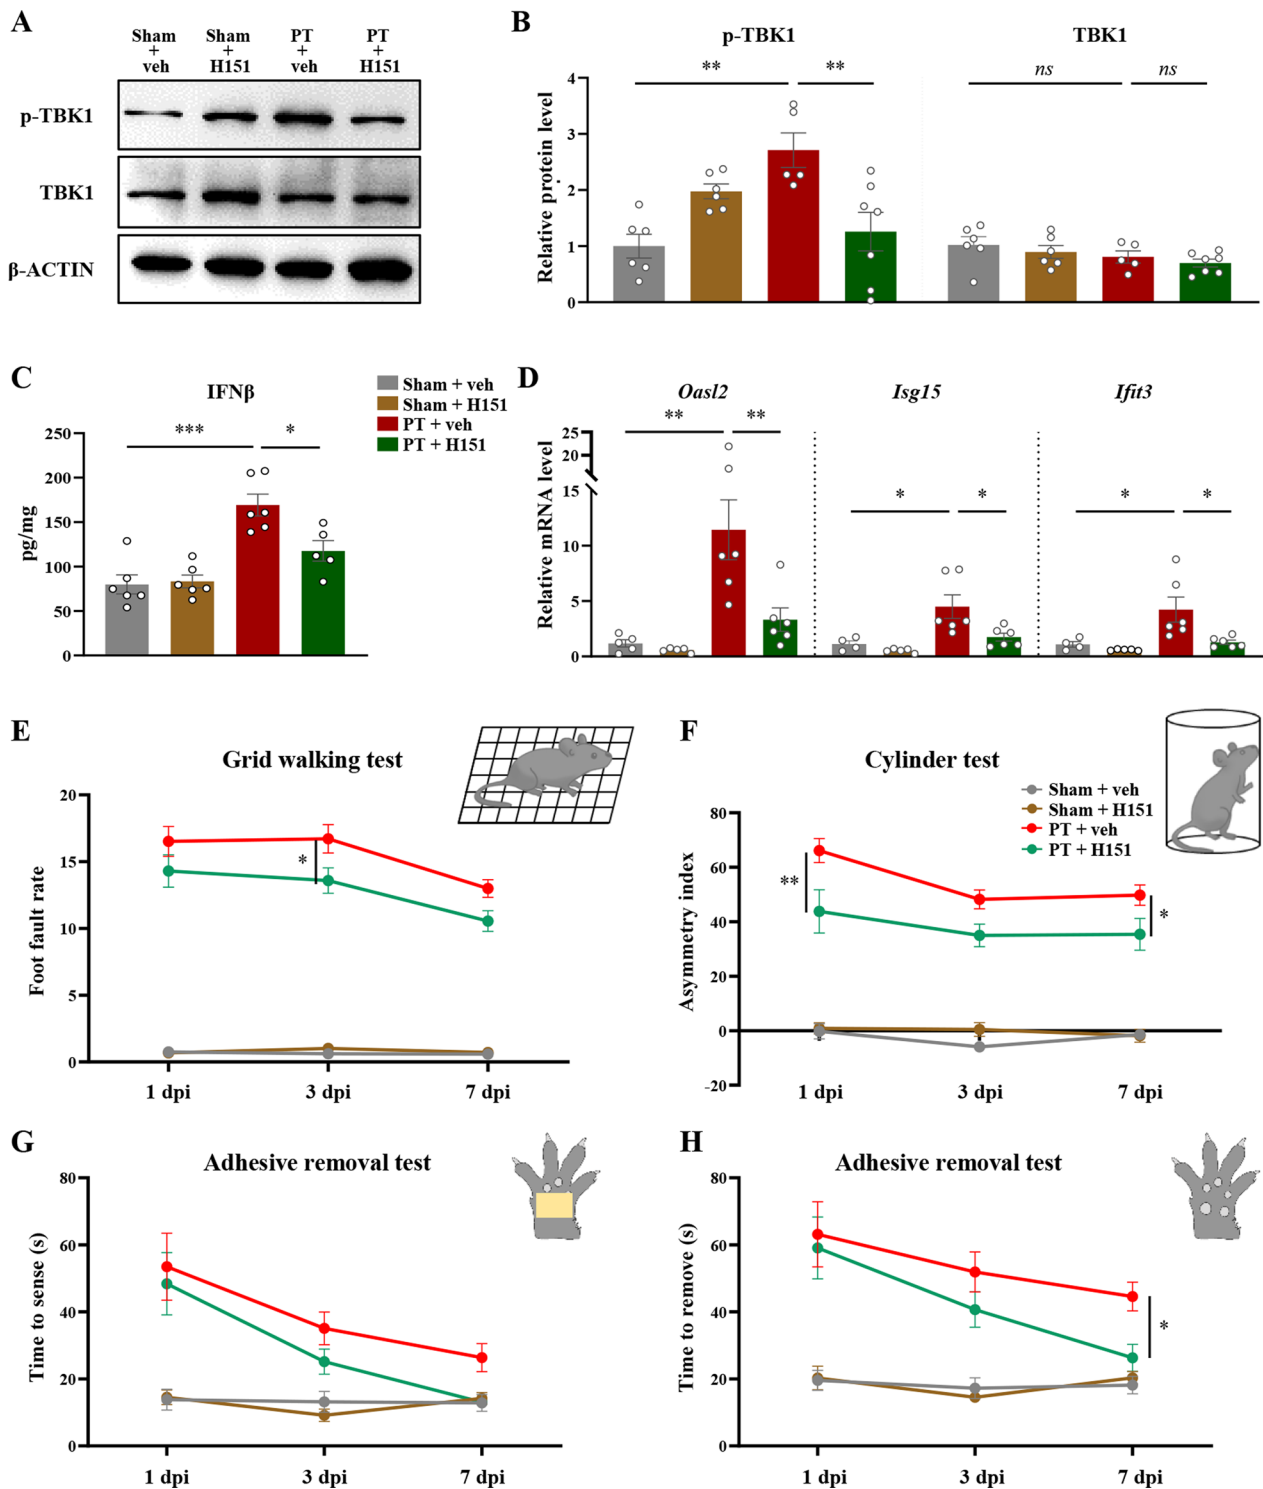 A
Sham + veh
Sham + H151
PT + veh
PT + H151
p-TBK1
TBK1
β-ACTIN
B
p-TBK1
TBK1
**
**
ns
ns
Relative protein level
4
3
2
1
0
C
IFNβ
***
*
pg/mg
250
200
150
100
50
0
Sham + veh
Sham + H151
PT + veh
PT + H151
D
Oasl2
Isg15
Ifit3
**
**
*
*
*
*
Relative mRNA level
25
20
15
10
5
0
E
Grid walking test
Foot fault rate
20
15
10
5
0
*
1 dpi
3 dpi
7 dpi
F
Cylinder test
Sham + veh
Sham + H151
PT + veh
PT + H151
Asymmetry index
80
60
40
20
0
-20
**
*
1 dpi
3 dpi
7 dpi
G
Adhesive removal test
Time to sense (s)
80
60
40
20
0
1 dpi
3 dpi
7 dpi
H
Adhesive removal test
Time to remove (s)
80
60
40
20
0
*
1 dpi
3 dpi
7 dpi